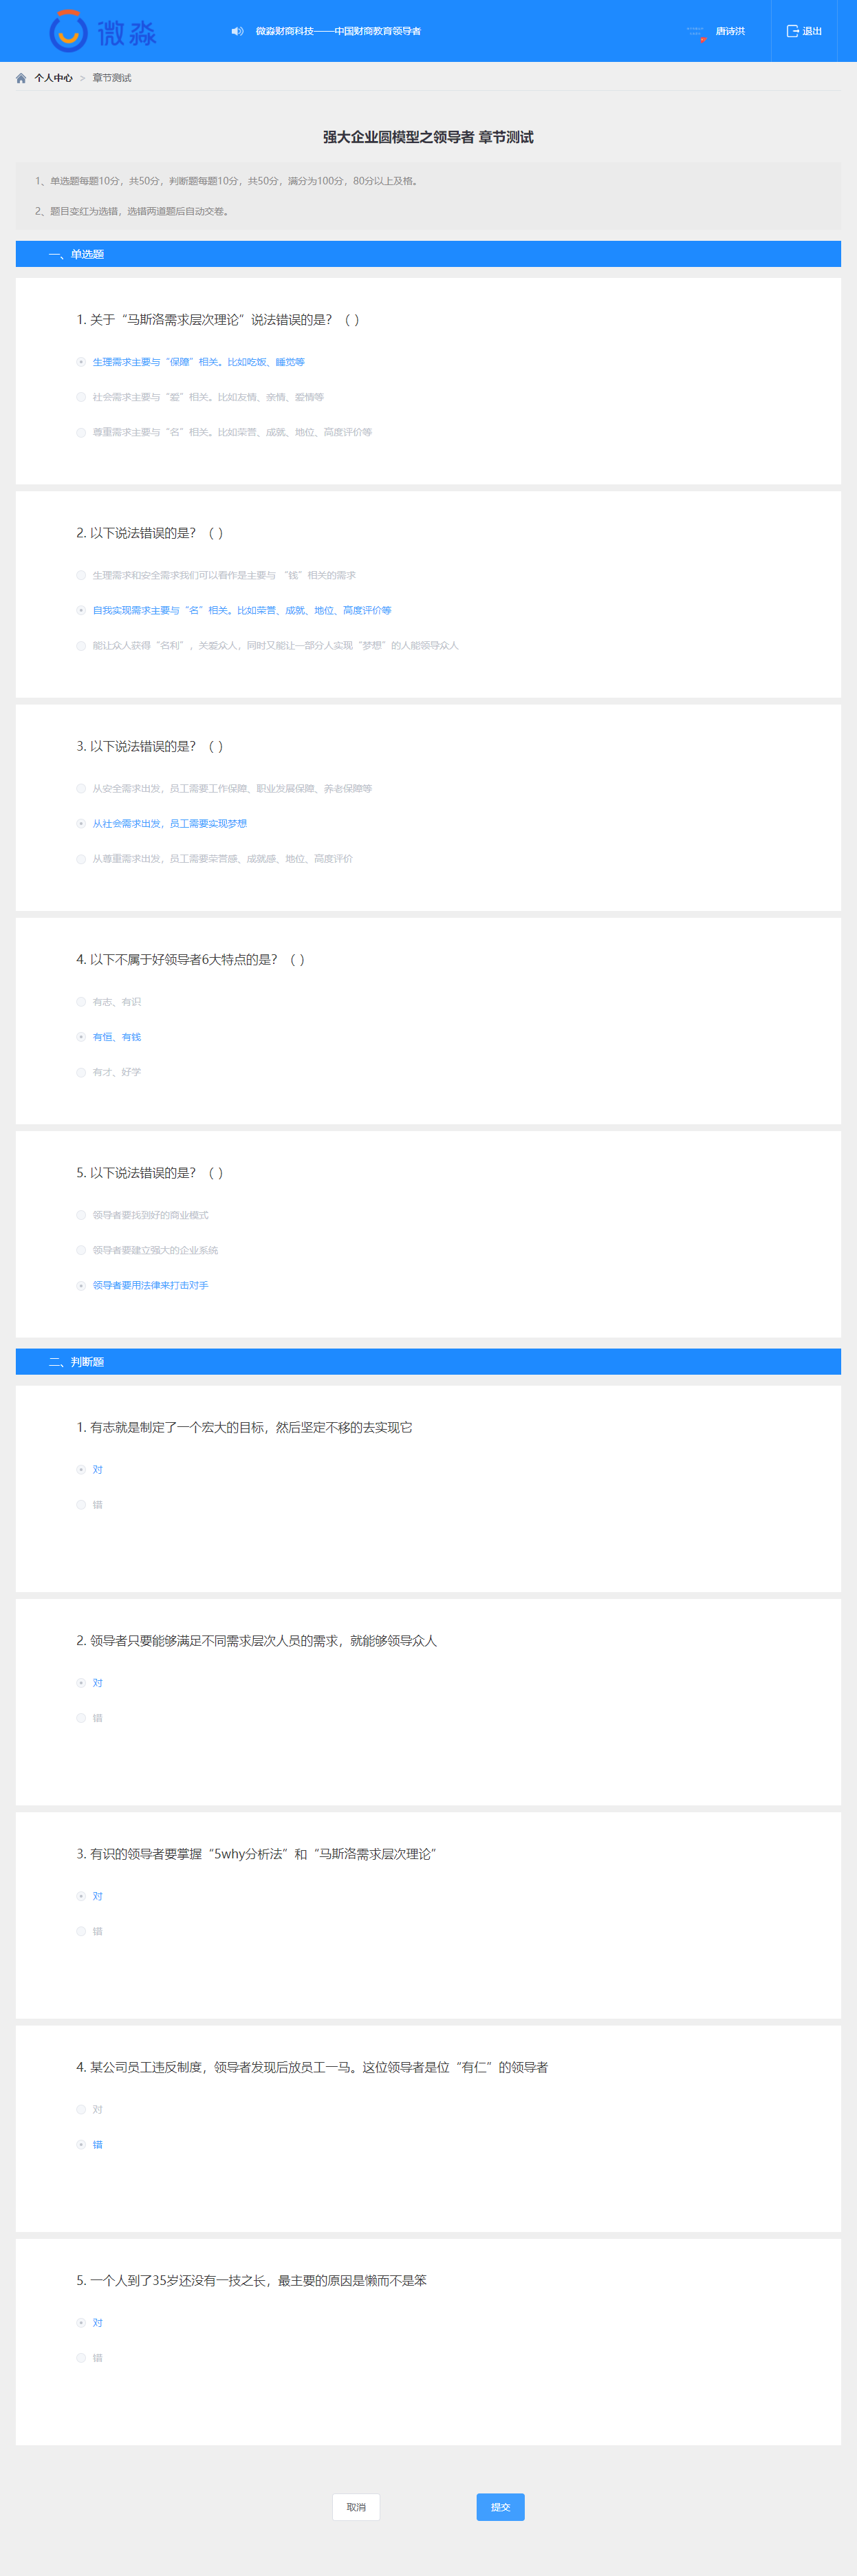 微淼
微淼财商科技——中国财商教育领导者
唐诗洪
退出
个人中心 > 章节测试
强大企业圆模型之领导者 章节测试
1、单选题每题10分，共50分，判断题每题10分，共50分，满分为100分，80分以上及格。
2、题目变红为选错，选错两道题后自动交卷。
一、单选题
1. 关于“马斯洛需求层次理论”说法错误的是？（ ）
生理需求主要与“保障”相关。比如吃饭、睡觉等
社会需求主要与“爱”相关。比如友情、亲情、爱情等
尊重需求主要与“名”相关。比如荣誉、成就、地位、高度评价等
2. 以下说法错误的是？（ ）
生理需求和安全需求我们可以看作是主要与 “钱”相关的需求
自我实现需求主要与“名”相关。比如荣誉、成就、地位、高度评价等
能让众人获得“名利”，关爱众人，同时又能让一部分人实现“梦想”的人能领导众人
3. 以下说法错误的是？（ ）
从安全需求出发，员工需要工作保障、职业发展保障、养老保障等
从社会需求出发，员工需要实现梦想
从尊重需求出发，员工需要荣誉感、成就感、地位、高度评价
4. 以下不属于好领导者6大特点的是？（ ）
有志、有识
有恒、有钱
有才、好学
5. 以下说法错误的是？（ ）
领导者要找到好的商业模式
领导者要建立强大的企业系统
领导者要用法律来打击对手
二、判断题
1. 有志就是制定了一个宏大的目标，然后坚定不移的去实现它
对
错
2. 领导者只要能够满足不同需求层次人员的需求，就能够领导众人
对
错
3. 有识的领导者要掌握“5why分析法”和“马斯洛需求层次理论”
对
错
4. 某公司员工违反制度，领导者发现后放员工一马。这位领导者是位“有仁”的领导者
对
错
5. 一个人到了35岁还没有一技之长，最主要的原因是懒而不是笨
对
错
取消
提交